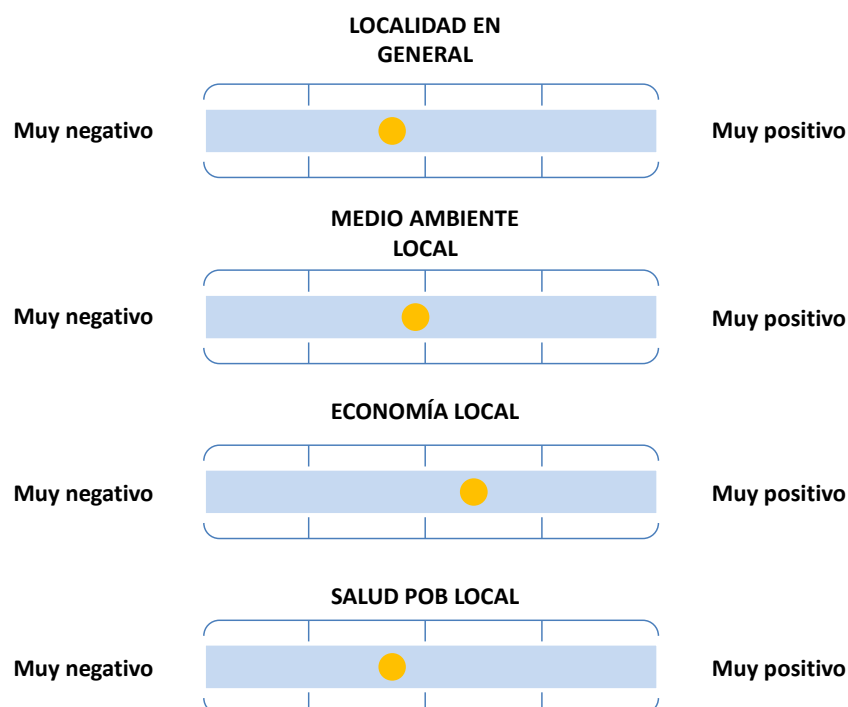 LOCALIDAD EN
GENERAL
Muy negativo
Muy positivo
MEDIO AMBIENTE
LOCAL
Muy negativo
Muy positivo
ECONOMÍA LOCAL
Muy negativo
Muy positivo
SALUD POB LOCAL
Muy negativo
Muy positivo